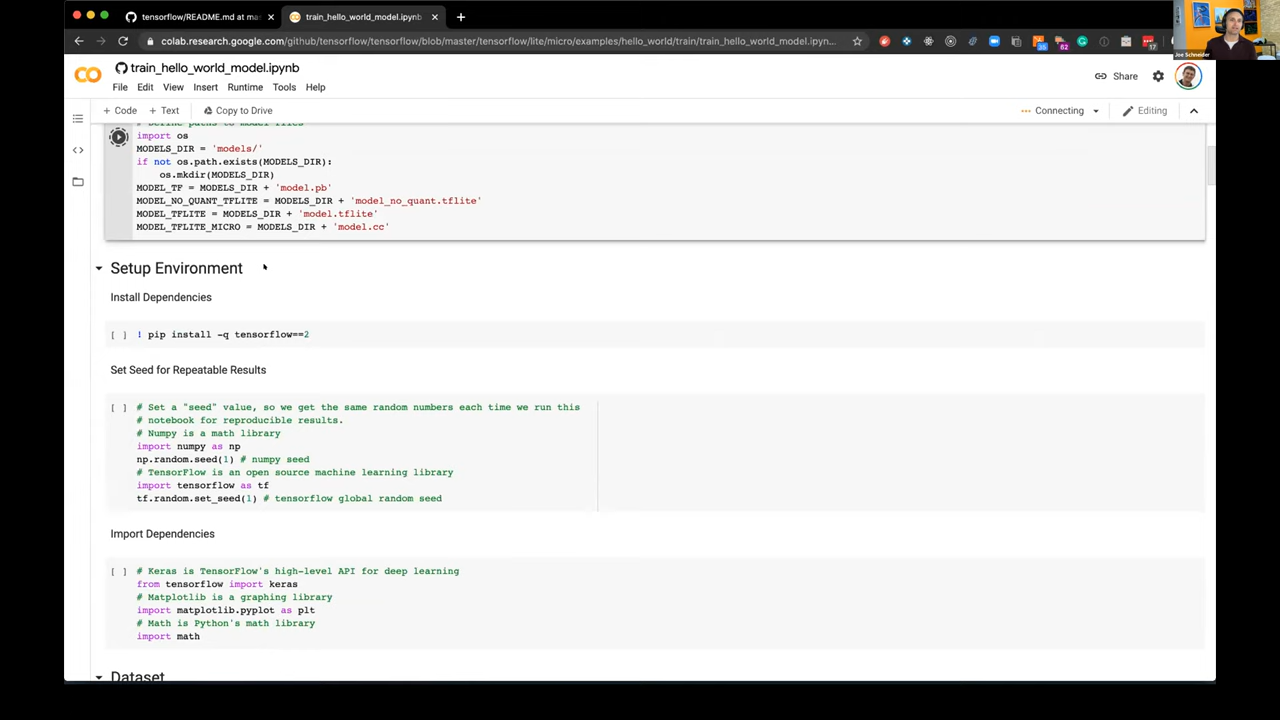 tensorflow/README.md at mas
train_hello_world_model.ipynb
colab.research.google.com/github/tensorflow/tensorflow/blob/master/tensorflow/lite/micro/examples/hello_world/train/train_hello_world_model.ipyn...
Joe Schneider
CO
train_hello_world_model.ipynb
File Edit View Insert Runtime Tools Help
Share
+ Code + Text Copy to Drive
Connecting
Editing
# Define paths to model files
import os
MODELS_DIR = 'models/'
if not os.path.exists(MODELS_DIR):
os.mkdir(MODELS_DIR)
MODEL_TF = MODELS_DIR + 'model.pb'
MODEL_NO_QUANT_TFLITE = MODELS_DIR + 'model_no_quant.tflite'
MODEL_TFLITE = MODELS_DIR + 'model.tflite'
MODEL_TFLITE_MICRO = MODELS_DIR + 'model.cc'
Setup Environment
Install Dependencies
[ ] ! pip install -q tensorflow==2
Set Seed for Repeatable Results
[ ] # Set a "seed" value, so we get the same random numbers each time we run this
# notebook for reproducible results.
# Numpy is a math library
import numpy as np
np.random.seed(1) # numpy seed
# TensorFlow is an open source machine learning library
import tensorflow as tf
tf.random.set_seed(1) # tensorflow global random seed
Import Dependencies
[ ] # Keras is TensorFlow's high-level API for deep learning
from tensorflow import keras
# Matplotlib is a graphing library
import matplotlib.pyplot as plt
# Math is Python's math library
import math
Dataset